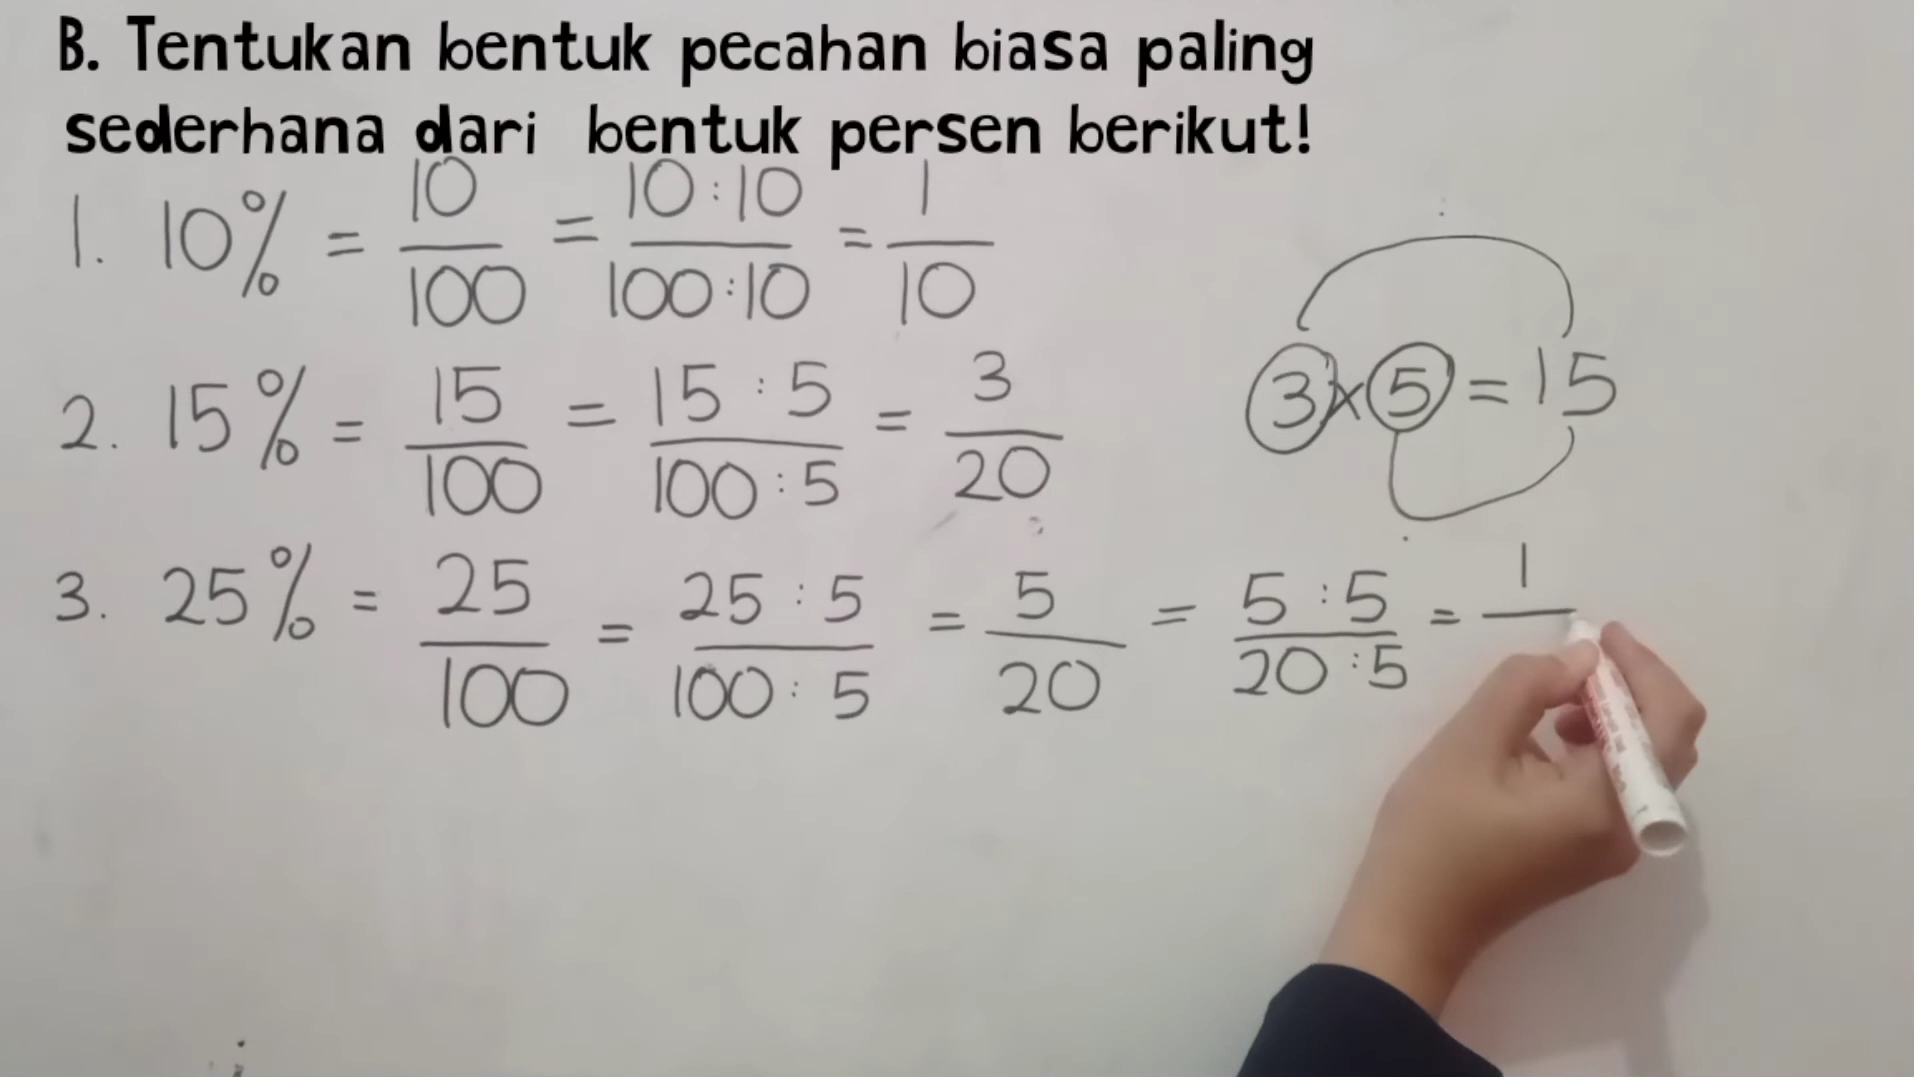 B. Tentukan bentuk pecahan biasa paling
sederhana dari bentuk persen berikut!
1. 10% = 10/100 = 10:10/100:10 = 1/10
2. 15% = 15/100 = 15:5/100:5 = 3/20
3 x 5 = 15
3. 25% = 25/100 = 25:5/100:5 = 5/20 = 5:5/20:5 = 1/